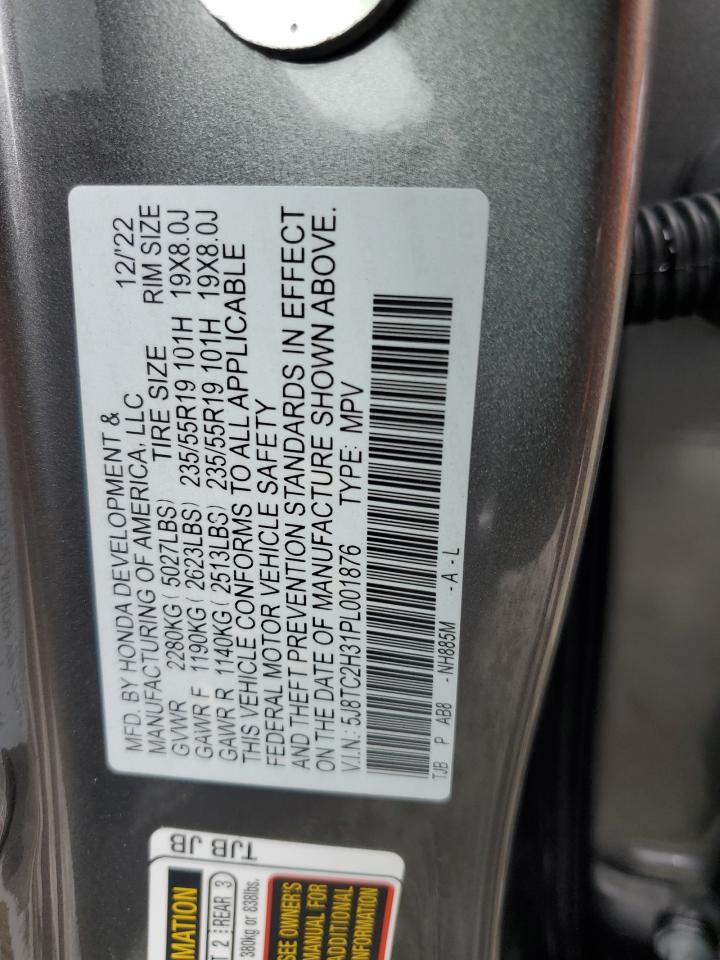 MFD. BY HONDA DEVELOPMENT & 12/'22
MANUFACTURING OF AMERICA, LLC
TIRE SIZE RIM SIZE
GVWR 2280KG ( 5027LBS)
GAWR F 1190KG ( 2623LBS) 235/55R19 101H 19X8.0J
GAWR R 1140KG ( 2513LBS) 235/55R19 101H 19X8.0J
THIS VEHICLE CONFORMS TO ALL APPLICABLE
FEDERAL MOTOR VEHICLE SAFETY
AND THEFT PREVENTION STANDARDS IN EFFECT
ON THE DATE OF MANUFACTURE SHOWN ABOVE.
V.I.N.: 5J8TC2H31PL001876 TYPE: MPV
TJB P AB8 - NH885M - A - L
TJB JB
MATION
T 2 REAR 3
380kg or 838lbs.
SEE OWNER'S
MANUAL FOR
ADDITIONAL
INFORMATION